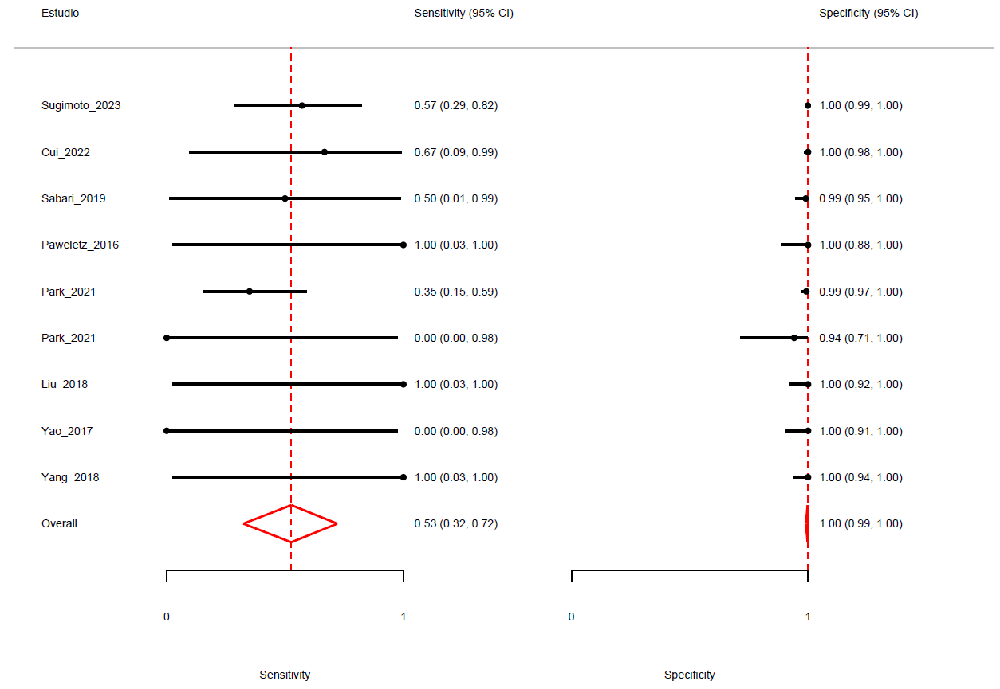 Estudio Sensitivity (95% CI) Specificity (95% CI)
Sugimoto_2023 0.57 (0.29, 0.82) 1.00 (0.99, 1.00)
Cui_2022 0.67 (0.09, 0.99) 1.00 (0.98, 1.00)
Sabari_2019 0.50 (0.01, 0.99) 0.99 (0.95, 1.00)
Paweletz_2016 1.00 (0.03, 1.00) 1.00 (0.88, 1.00)
Park_2021 0.35 (0.15, 0.59) 0.99 (0.97, 1.00)
Park_2021 0.00 (0.00, 0.98) 0.94 (0.71, 1.00)
Liu_2018 1.00 (0.03, 1.00) 1.00 (0.92, 1.00)
Yao_2017 0.00 (0.00, 0.98) 1.00 (0.91, 1.00)
Yang_2018 1.00 (0.03, 1.00) 1.00 (0.94, 1.00)
Overall 0.53 (0.32, 0.72) 1.00 (0.99, 1.00)
0 1 0 1
Sensitivity Specificity